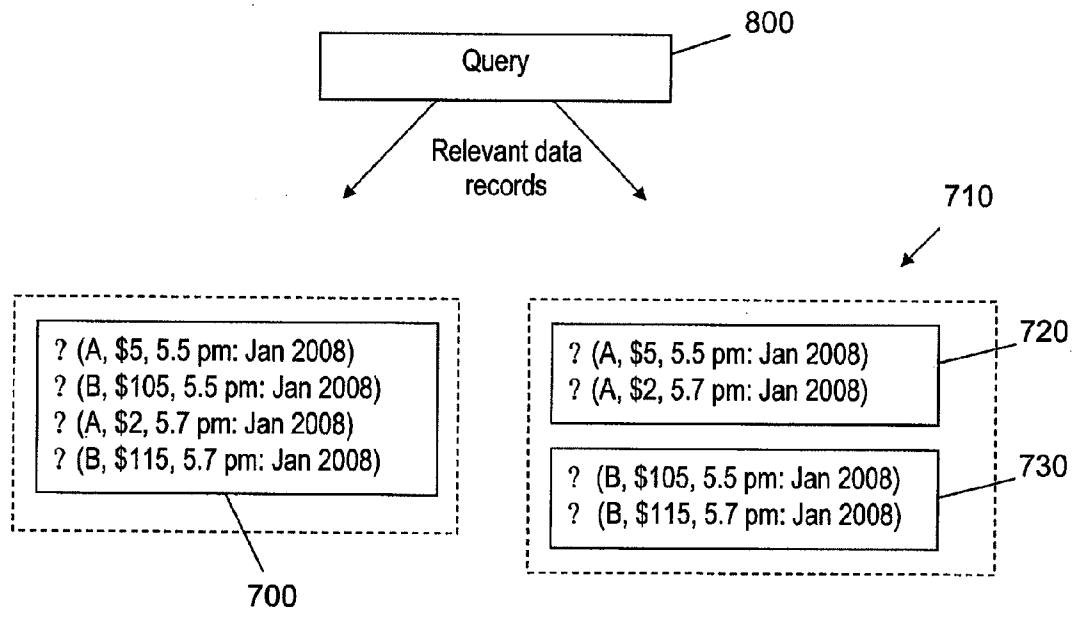 800
Query
Relevant data
records
710
? (A, $5, 5.5 pm: Jan 2008)
? (B, $105, 5.5 pm: Jan 2008)
? (A, $2, 5.7 pm: Jan 2008)
? (B, $115, 5.7 pm: Jan 2008)
700
720
? (A, $5, 5.5 pm: Jan 2008)
? (A, $2, 5.7 pm: Jan 2008)
730
? (B, $105, 5.5 pm: Jan 2008)
? (B, $115, 5.7 pm: Jan 2008)